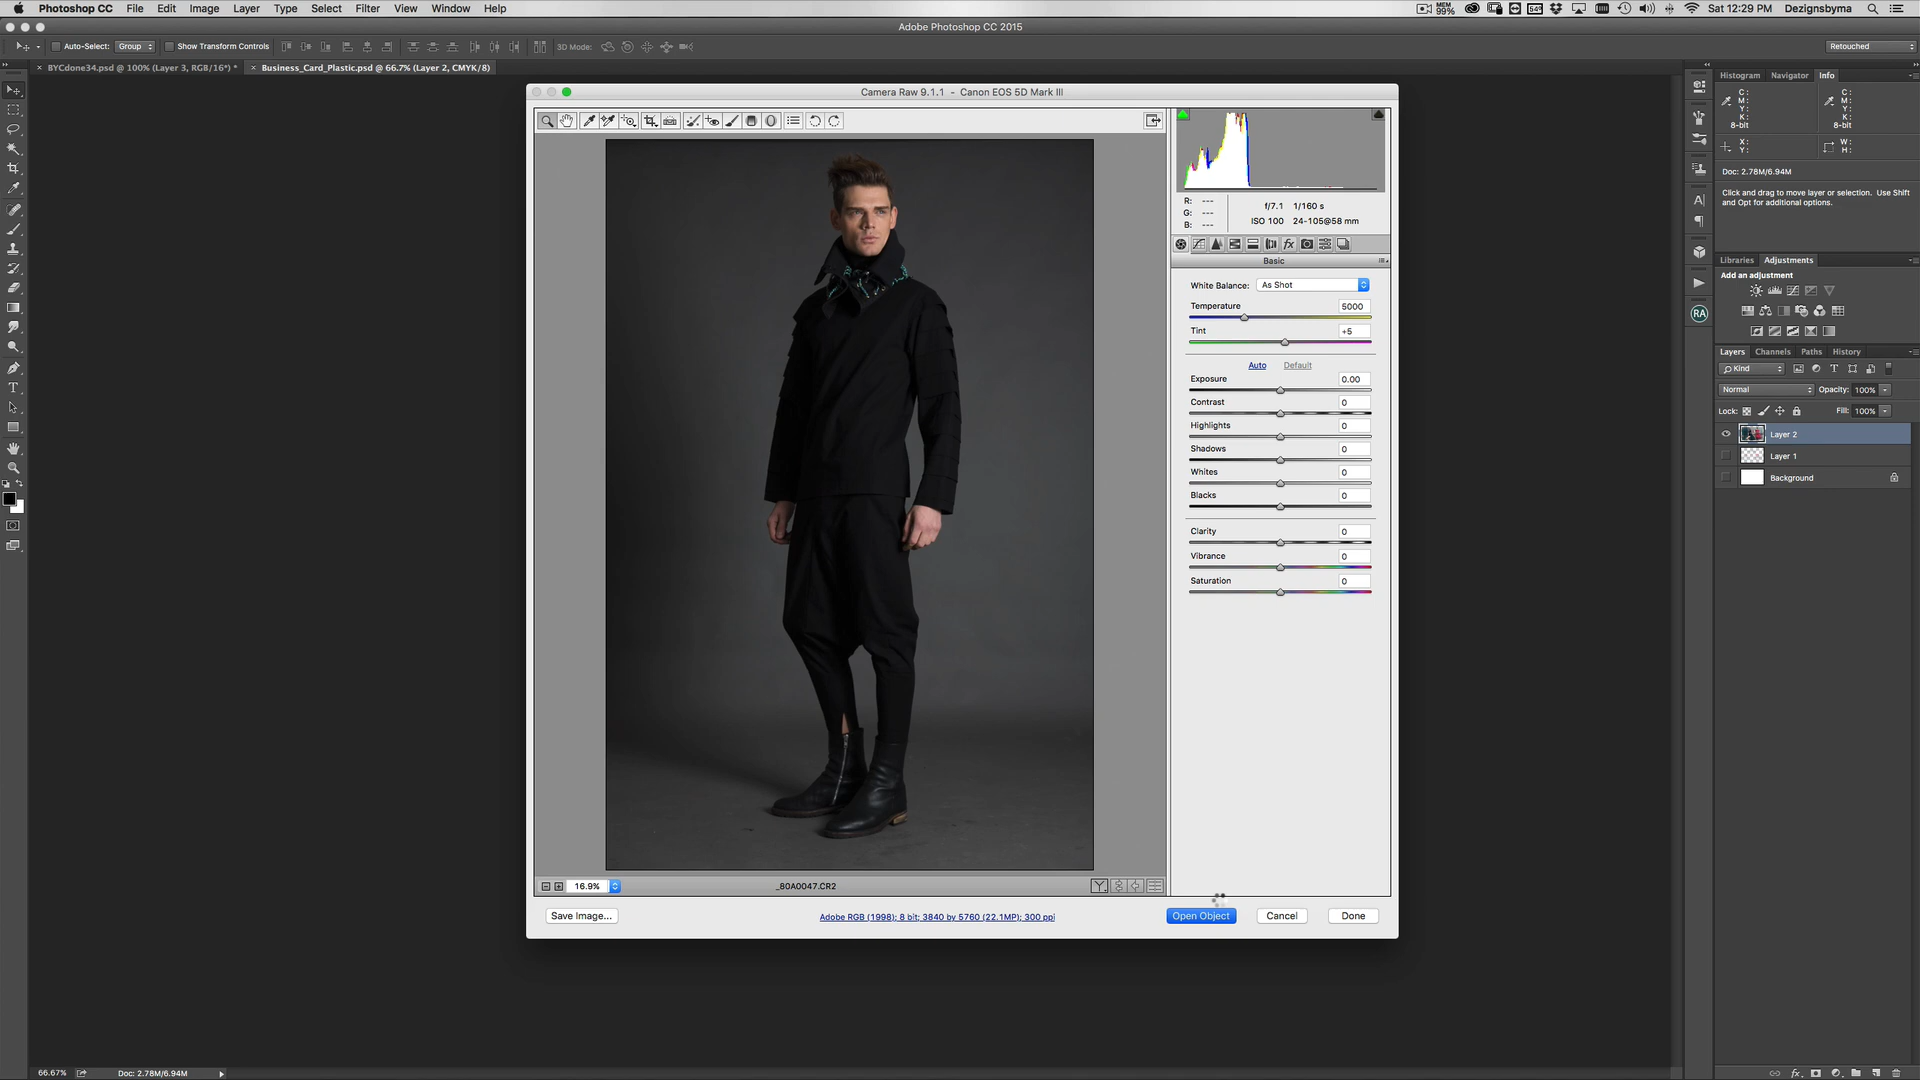 Photoshop CC File Edit Image Layer Type Select Filter View Window Help
MEM 99% Sat 12:29 PM Dezignsbyma
Adobe Photoshop CC 2015
Auto-Select: Group Show Transform Controls 3D Mode: Retouched
× BYCdone34.psd @ 100% (Layer 3, RGB/16*) * × Business_Card_Plastic.psd @ 66.7% (Layer 2, CMYK/8)
Camera Raw 9.1.1 - Canon EOS 5D Mark III
R: ---
G: ---
B: ---
f/7.1 1/160 s
ISO 100 24-105@58 mm
Basic
White Balance: As Shot
Temperature 5000
Tint +5
Auto Default
Exposure 0.00
Contrast 0
Highlights 0
Shadows 0
Whites 0
Blacks 0
Clarity 0
Vibrance 0
Saturation 0
16.9% _80A0047.CR2
Save Image... Adobe RGB (1998); 8 bit; 3840 by 5760 (22.1MP); 300 ppi Open Object Cancel Done
Histogram Navigator Info
C: C:
M: M:
Y: Y:
K: K:
8-bit 8-bit
X: W:
Y: H:
Doc: 2.78M/6.94M
Click and drag to move layer or selection. Use Shift
and Opt for additional options.
Libraries Adjustments
Add an adjustment
RA
Layers Channels Paths History
Kind
Normal Opacity: 100%
Lock: Fill: 100%
Layer 2
Layer 1
Background
66.67% Doc: 2.78M/6.94M